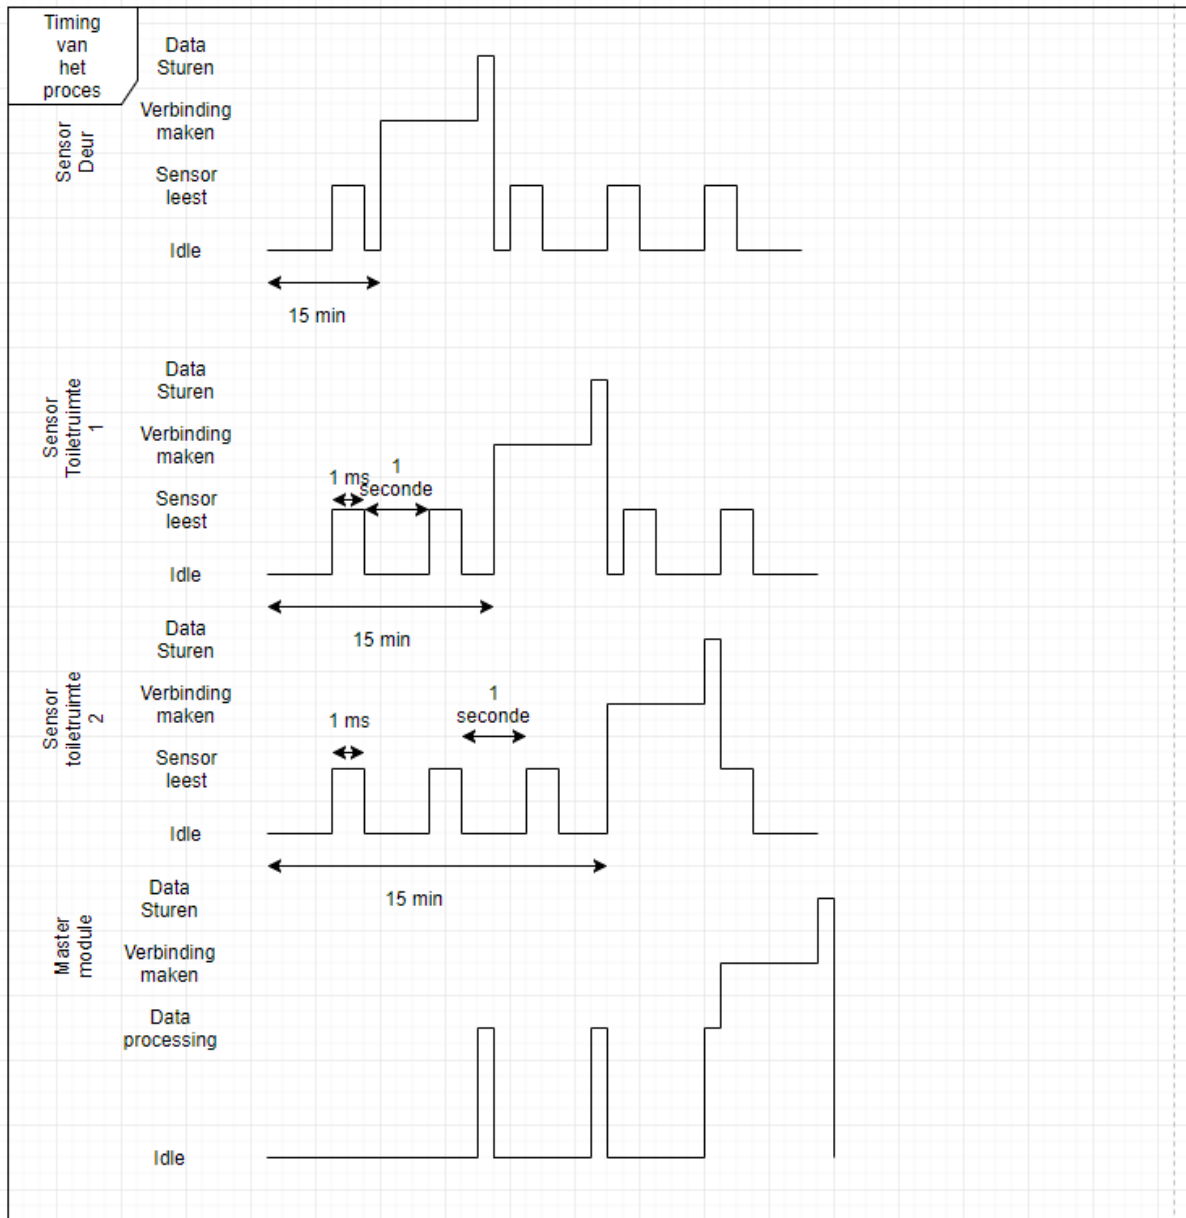 Timing
van
het
proces
Sensor
Deur
Data
Sturen
Verbinding
maken
Sensor
leest
Idle
15 min
Sensor
Toiletruimte
1
Data
Sturen
Verbinding
maken
Sensor
leest
Idle
1 ms
1
seconde
15 min
Sensor
toiletruimte
2
Data
Sturen
Verbinding
maken
Sensor
leest
Idle
1 ms
1
seconde
15 min
Master
module
Data
Sturen
Verbinding
maken
Data
processing
Idle